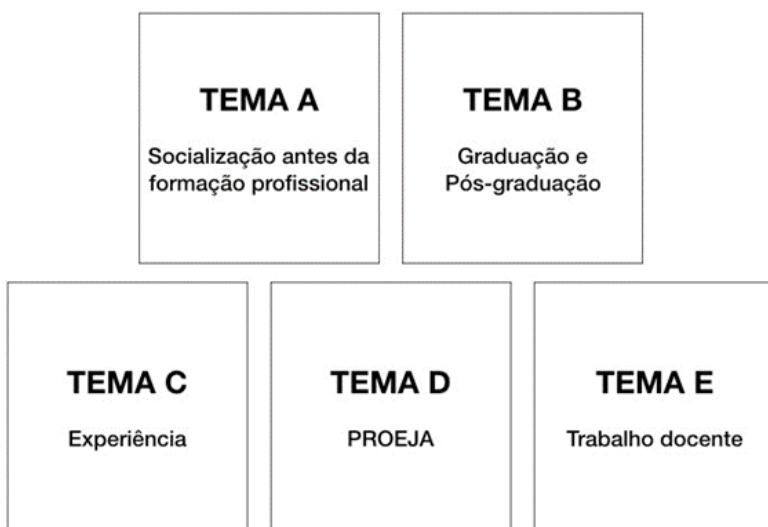 TEMA A
Socialização antes da
formação profissional
TEMA B
Graduação e
Pós-graduação
TEMA C
Experiência
TEMA D
PROEJA
TEMA E
Trabalho docente